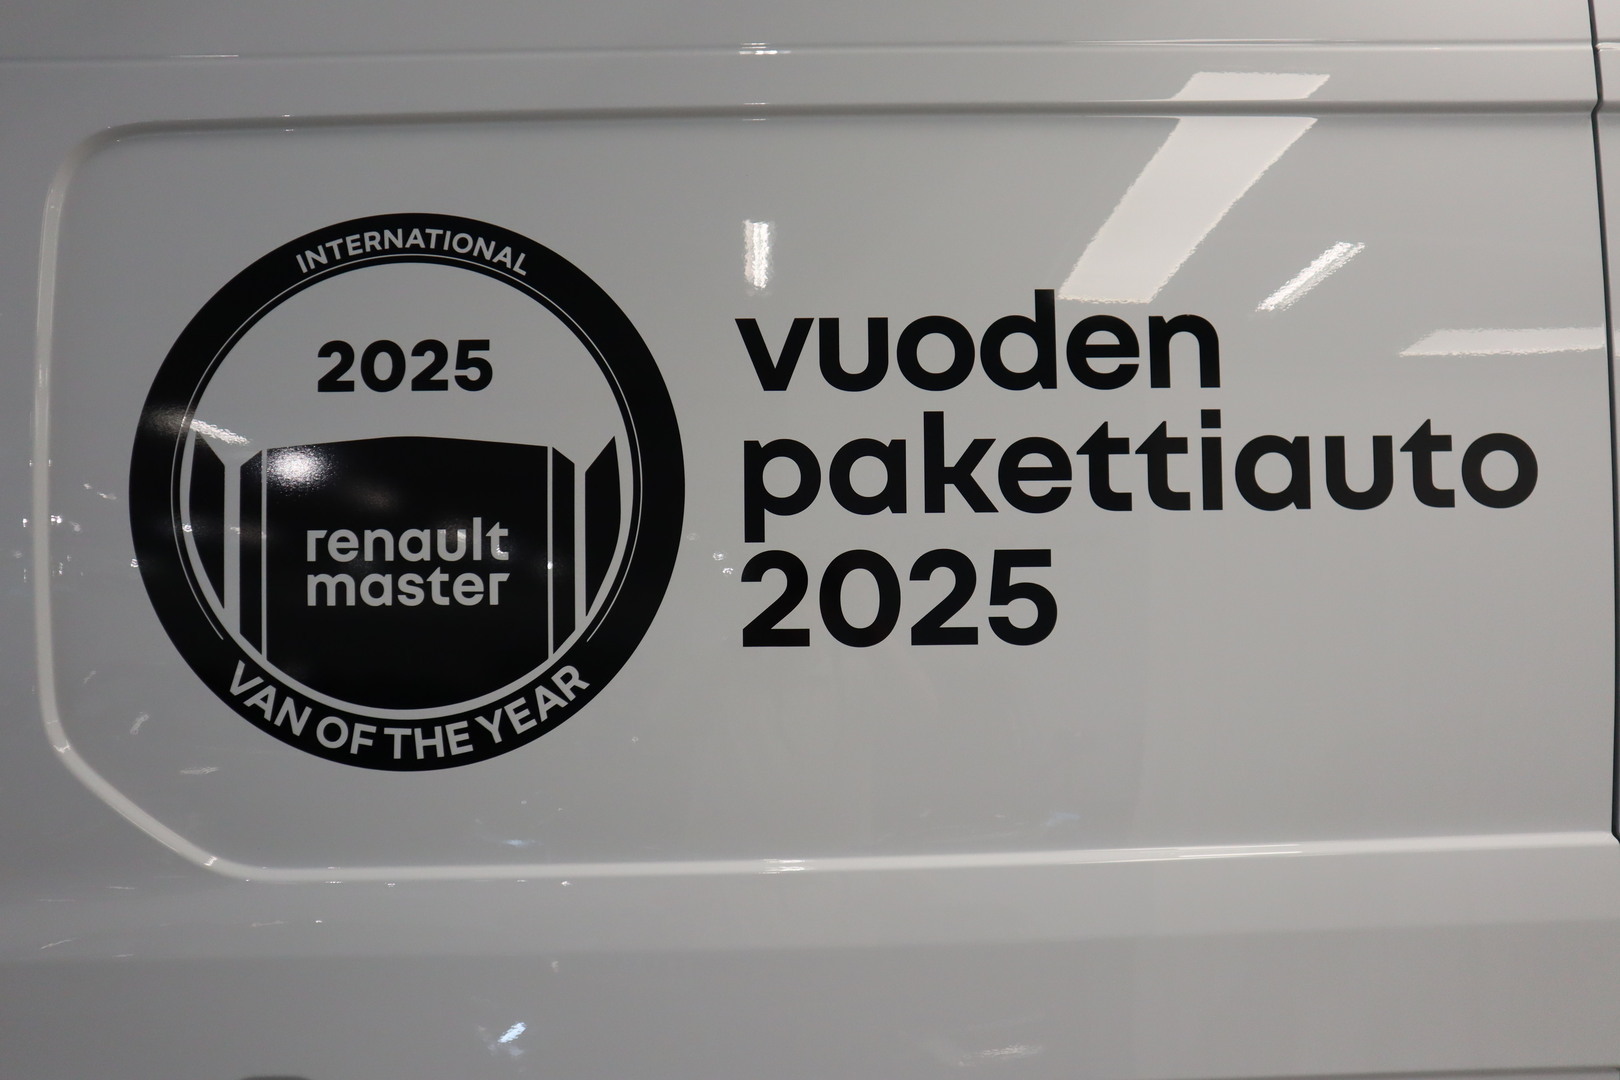 INTERNATIONAL
2025
renault
master
VAN OF THE YEAR
vuoden
pakettiauto
2025